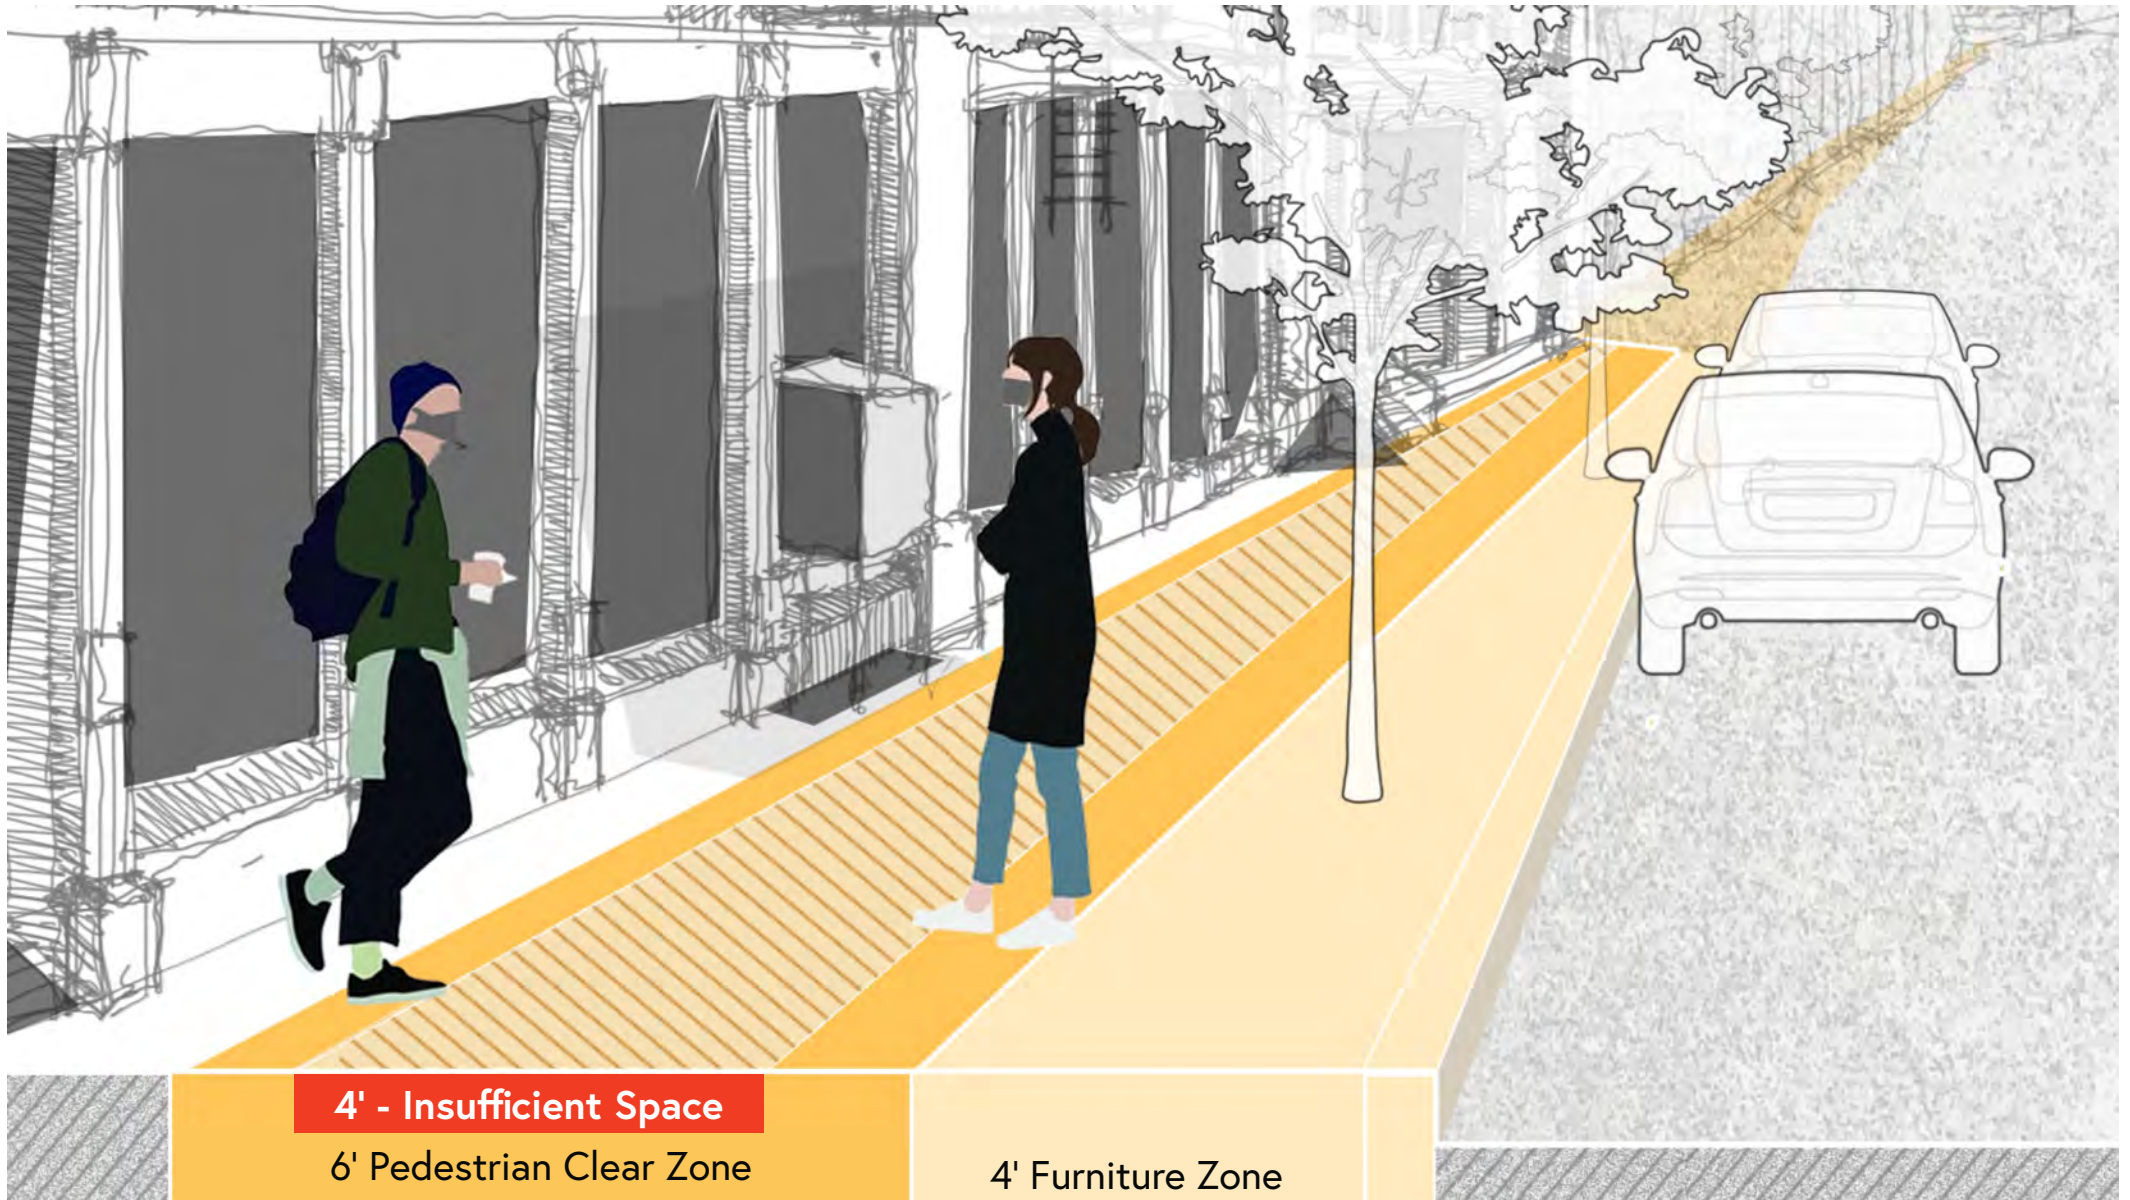 4' - Insufficient Space
6' Pedestrian Clear Zone
4' Furniture Zone